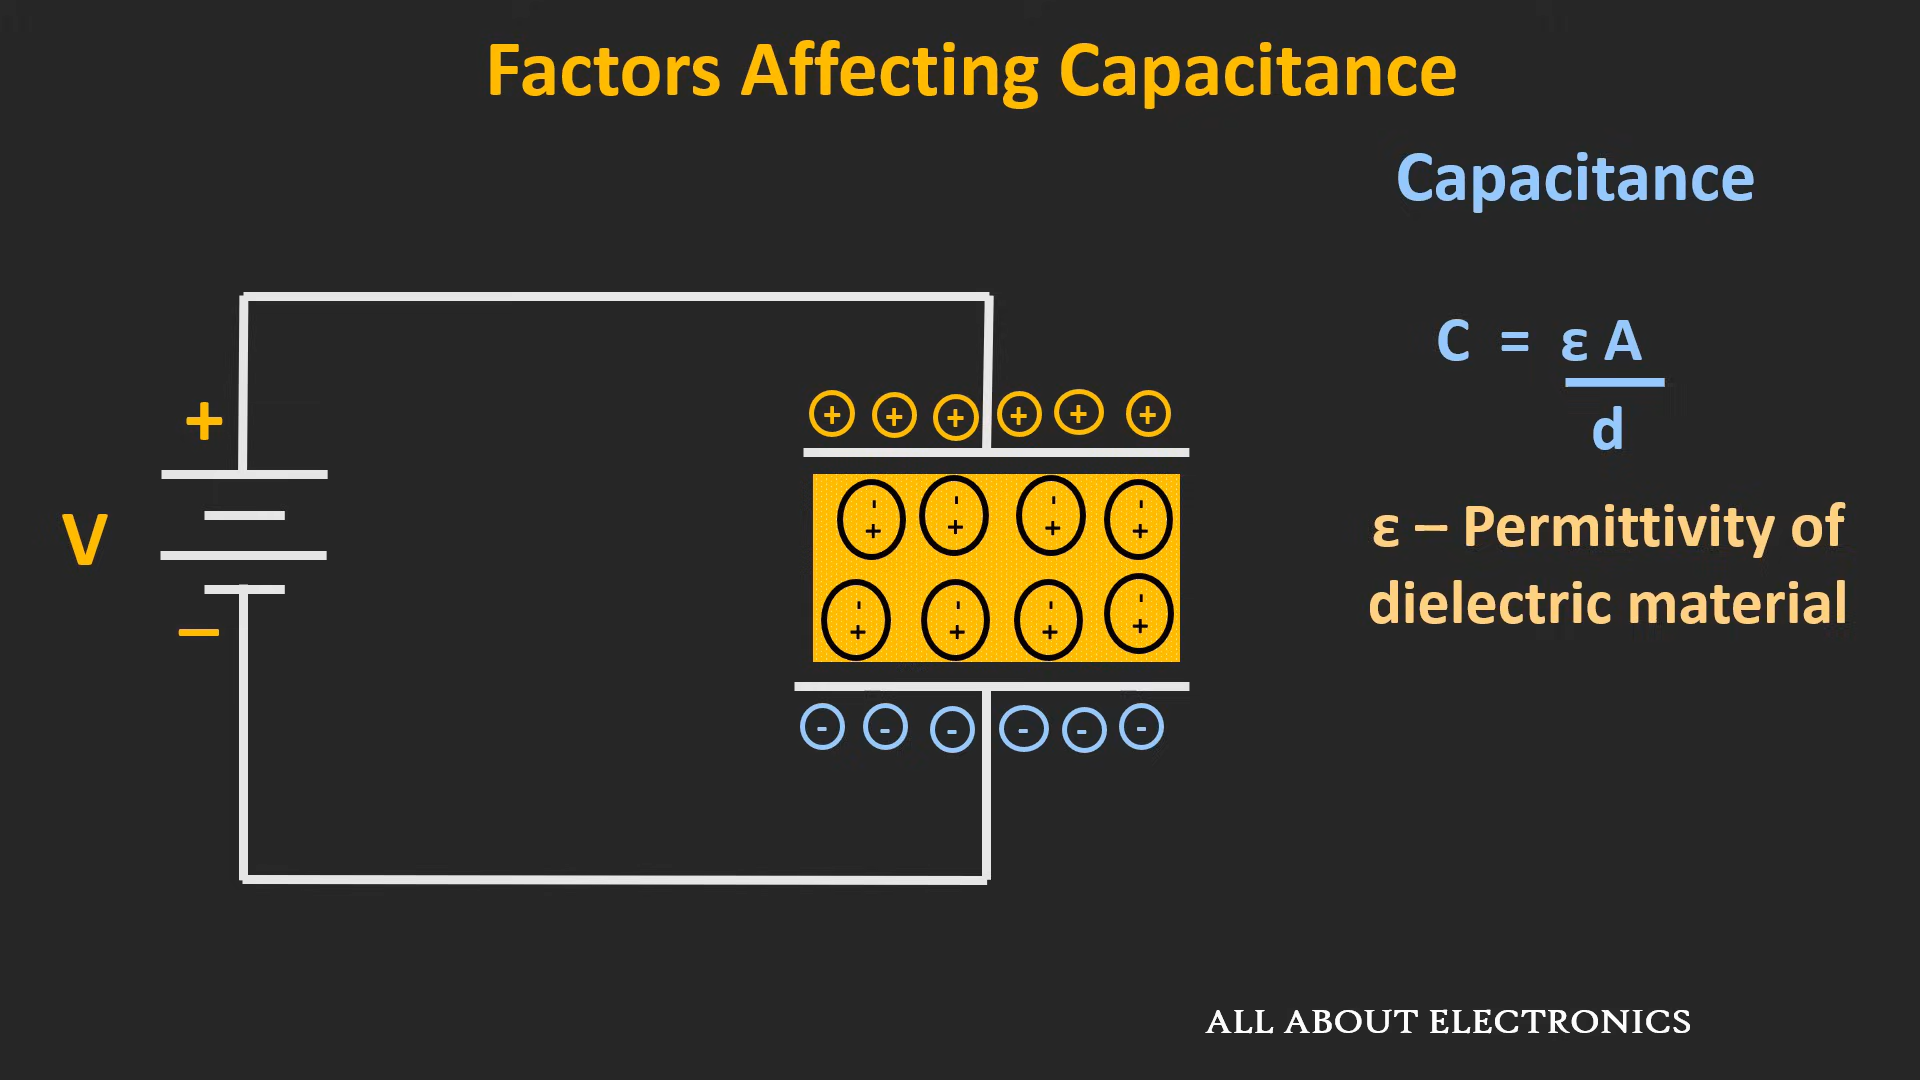 Factors Affecting Capacitance
Capacitance
C = ε A
d
ε – Permittivity of
dielectric material
+
V
–
+ + + + + +
- - - -
+ + + +
- - - -
+ + + +
- - - - - -
ALL ABOUT ELECTRONICS